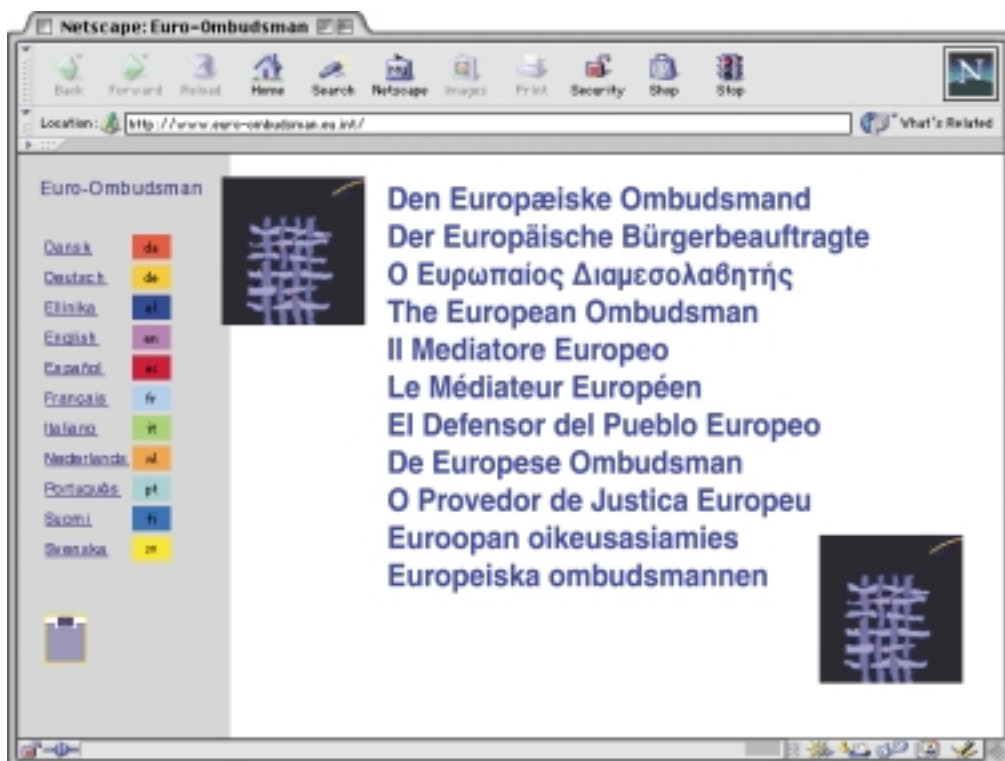 Netscape: Euro-Ombudsman
Back Forward Reload Home Search Netscape Images Print Security Shop Stop
N
Location: http://www.euro-ombudsman.eu.int/ What's Related
Euro-Ombudsman
Dansk da
Deutsch de
Ellinika el
English en
Español es
Francais fr
Italiano it
Nederlands nl
Português pt
Suomi fi
Svenska
Den Europæiske Ombudsmand
Der Europäische Bürgerbeauftragte
Ο Ευρωπαίος Διαμεσολαβητής
The European Ombudsman
Il Mediatore Europeo
Le Médiateur Européen
El Defensor del Pueblo Europeo
De Europese Ombudsman
O Provedor de Justica Europeu
Euroopan oikeusasiamies
Europeiska ombudsmannen